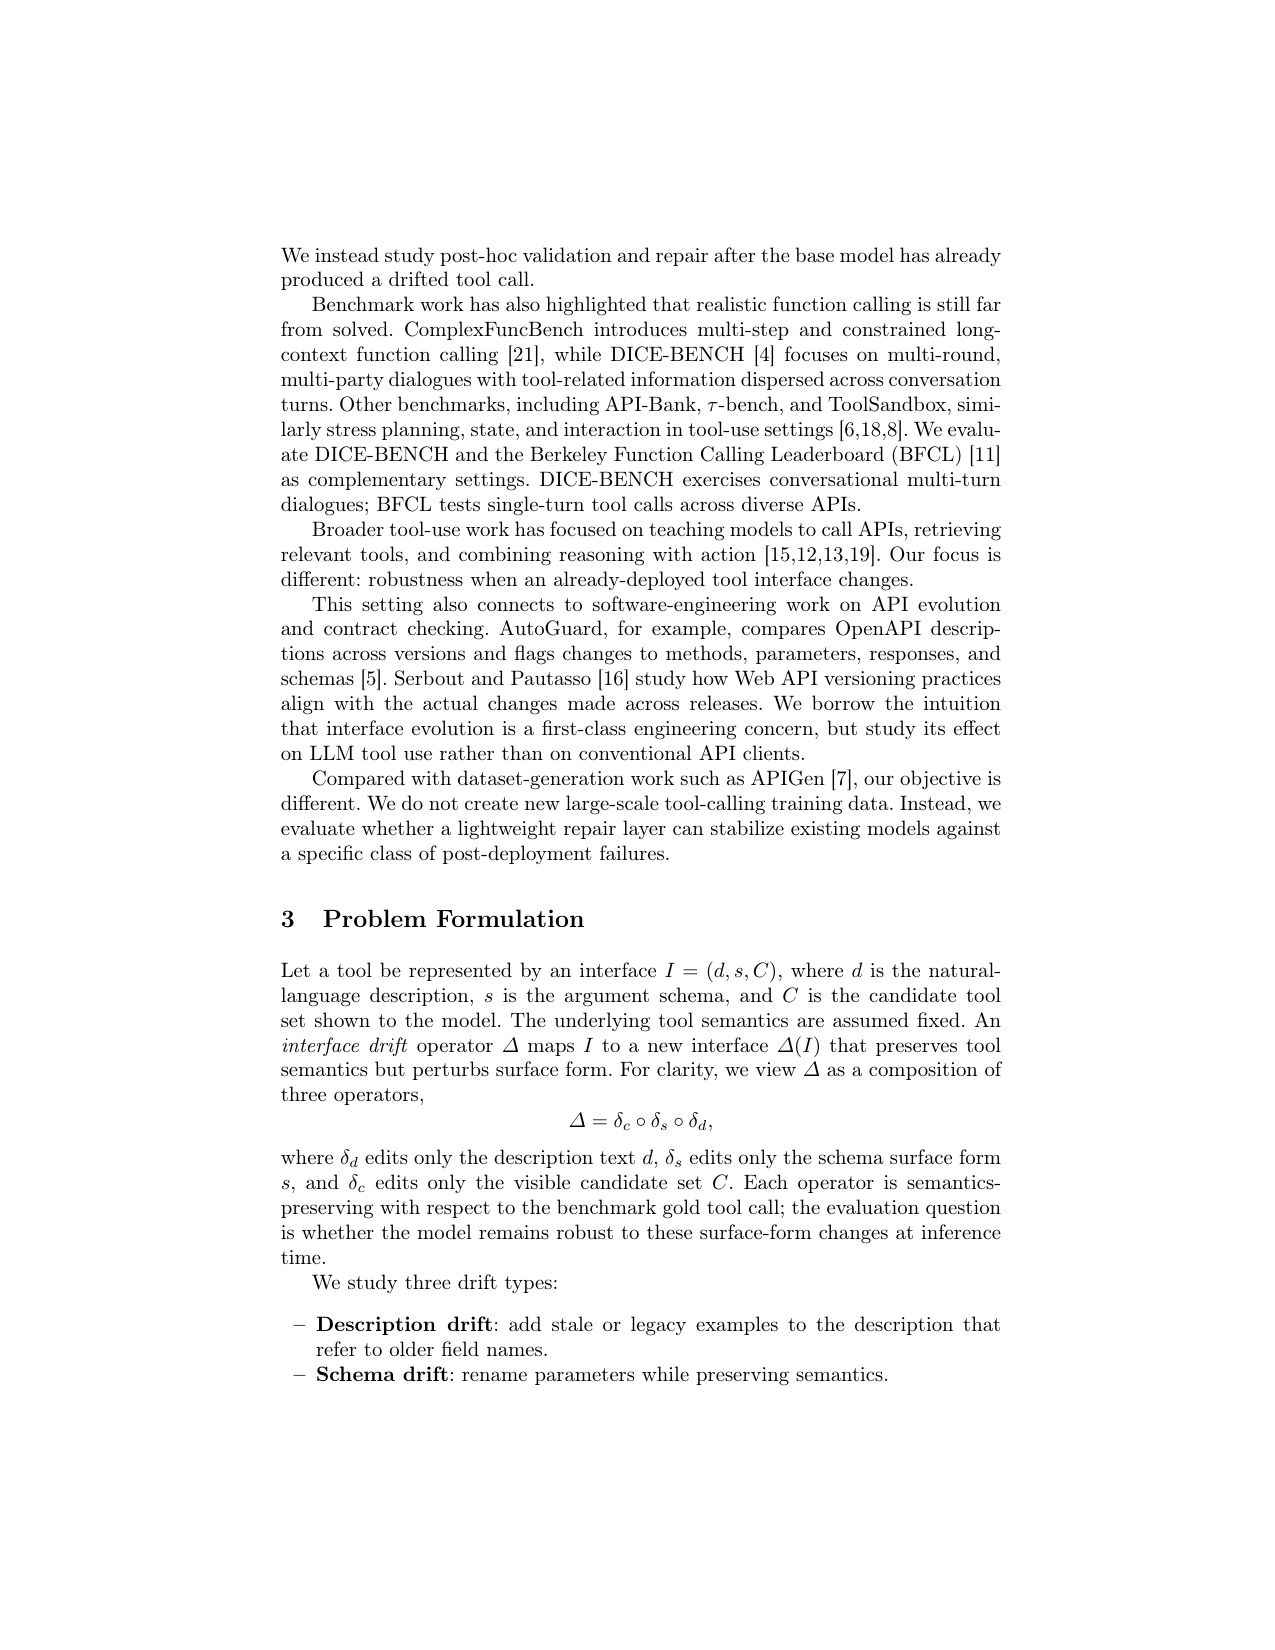 We instead study post-hoc validation and repair after the base model has already
produced a drifted tool call.
Benchmark work has also highlighted that realistic function calling is still far
from solved. ComplexFuncBench introduces multi-step and constrained long-
context function calling [21], while DICE-BENCH [4] focuses on multi-round,
multi-party dialogues with tool-related information dispersed across conversation
turns. Other benchmarks, including API-Bank, τ-bench, and ToolSandbox, simi-
larly stress planning, state, and interaction in tool-use settings [6,18,8]. We evalu-
ate DICE-BENCH and the Berkeley Function Calling Leaderboard (BFCL) [11]
as complementary settings. DICE-BENCH exercises conversational multi-turn
dialogues; BFCL tests single-turn tool calls across diverse APIs.
Broader tool-use work has focused on teaching models to call APIs, retrieving
relevant tools, and combining reasoning with action [15,12,13,19]. Our focus is
different: robustness when an already-deployed tool interface changes.
This setting also connects to software-engineering work on API evolution
and contract checking. AutoGuard, for example, compares OpenAPI descrip-
tions across versions and flags changes to methods, parameters, responses, and
schemas [5]. Serbout and Pautasso [16] study how Web API versioning practices
align with the actual changes made across releases. We borrow the intuition
that interface evolution is a first-class engineering concern, but study its effect
on LLM tool use rather than on conventional API clients.
Compared with dataset-generation work such as APIGen [7], our objective is
different. We do not create new large-scale tool-calling training data. Instead, we
evaluate whether a lightweight repair layer can stabilize existing models against
a specific class of post-deployment failures.
3 Problem Formulation
Let a tool be represented by an interface I = (d, s, C), where d is the natural-
language description, s is the argument schema, and C is the candidate tool
set shown to the model. The underlying tool semantics are assumed fixed. An
interface drift operator Δ maps I to a new interface Δ(I) that preserves tool
semantics but perturbs surface form. For clarity, we view Δ as a composition of
three operators,
Δ = δc ∘ δs ∘ δd,
where δd edits only the description text d, δs edits only the schema surface form
s, and δc edits only the visible candidate set C. Each operator is semantics-
preserving with respect to the benchmark gold tool call; the evaluation question
is whether the model remains robust to these surface-form changes at inference
time.
We study three drift types:
– Description drift: add stale or legacy examples to the description that
refer to older field names.
– Schema drift: rename parameters while preserving semantics.